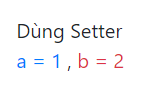 Dùng Setter
a = 1 , b = 2